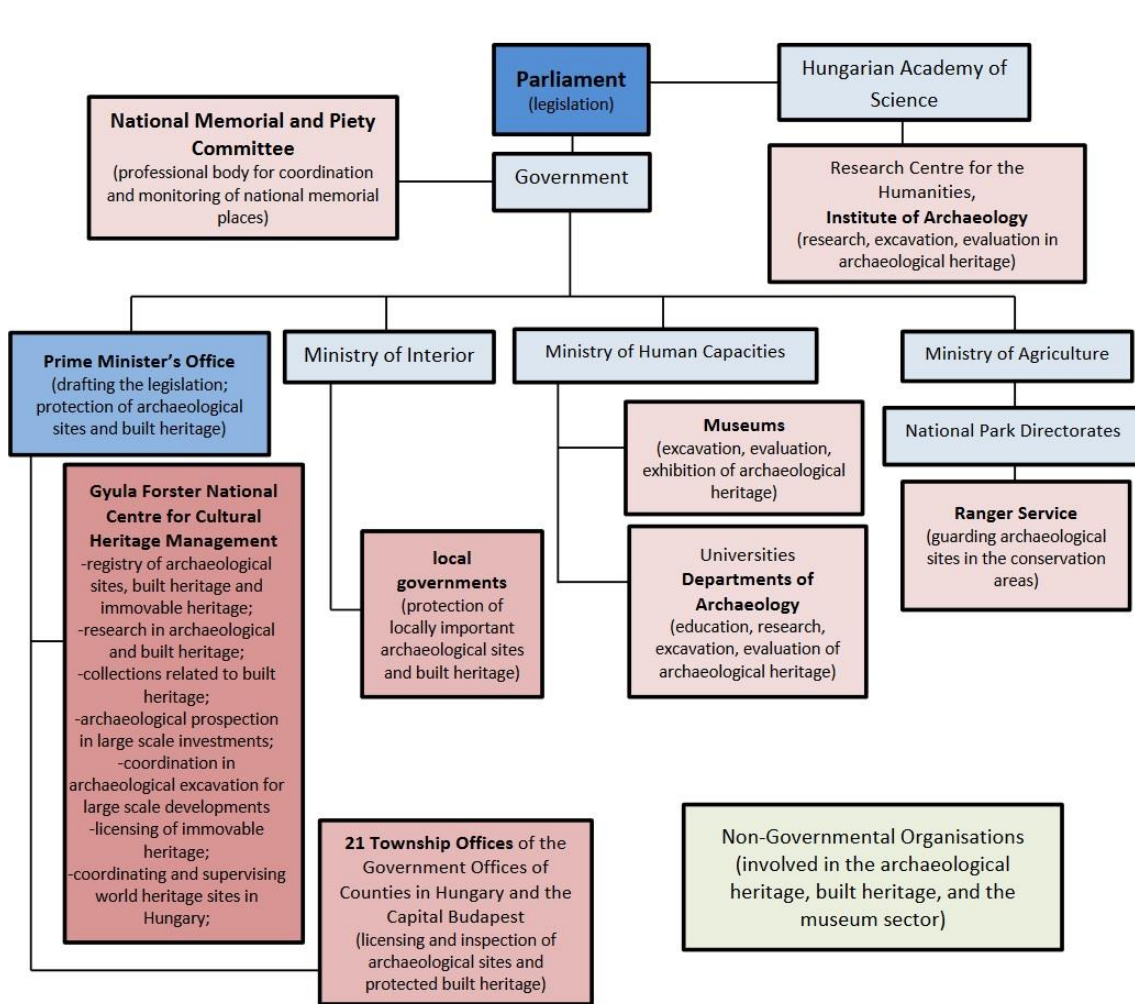 Parliament
(legislation)
Hungarian Academy of
Science
National Memorial and Piety
Committee
(professional body for coordination
and monitoring of national memorial
places)
Government
Research Centre for the
Humanities,
Institute of Archaeology
(research, excavation, evaluation in
archaeological heritage)
Prime Minister's Office
(drafting the legislation;
protection of archaeological
sites and built heritage)
Ministry of Interior
Ministry of Human Capacities
Ministry of Agriculture
National Park Directorates
Museums
(excavation, evaluation,
exhibition of archaeological
heritage)
Ranger Service
(guarding archaeological
sites in the conservation
areas)
Gyula Forster National
Centre for Cultural
Heritage Management
-registry of archaeological
sites, built heritage and
immovable heritage;
-research in archaeological
and built heritage;
-collections related to built
heritage;
-archaeological prospection
in large scale investments;
-coordination in
archaeological excavation for
large scale developments
-licensing of immovable
heritage;
-coordinating and supervising
world heritage sites in
Hungary;
local
governments
(protection of
locally important
archaeological sites
and built heritage)
Universities
Departments of
Archaeology
(education, research,
excavation, evaluation of
archaeological heritage)
21 Township Offices of the
Government Offices of
Counties in Hungary and the
Capital Budapest
(licensing and inspection of
archaeological sites and
protected built heritage)
Non-Governmental Organisations
(involved in the archaeological
heritage, built heritage, and the
museum sector)